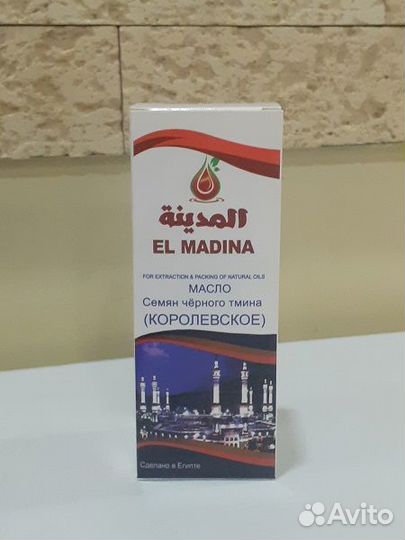 المدينة
EL MADINA
FOR EXTRACTION & PACKING OF NATURAL OILS
МАСЛО
Семян чёрного тмина
(КОРОЛЕВСКОЕ)
Сделано в Египте
Avito